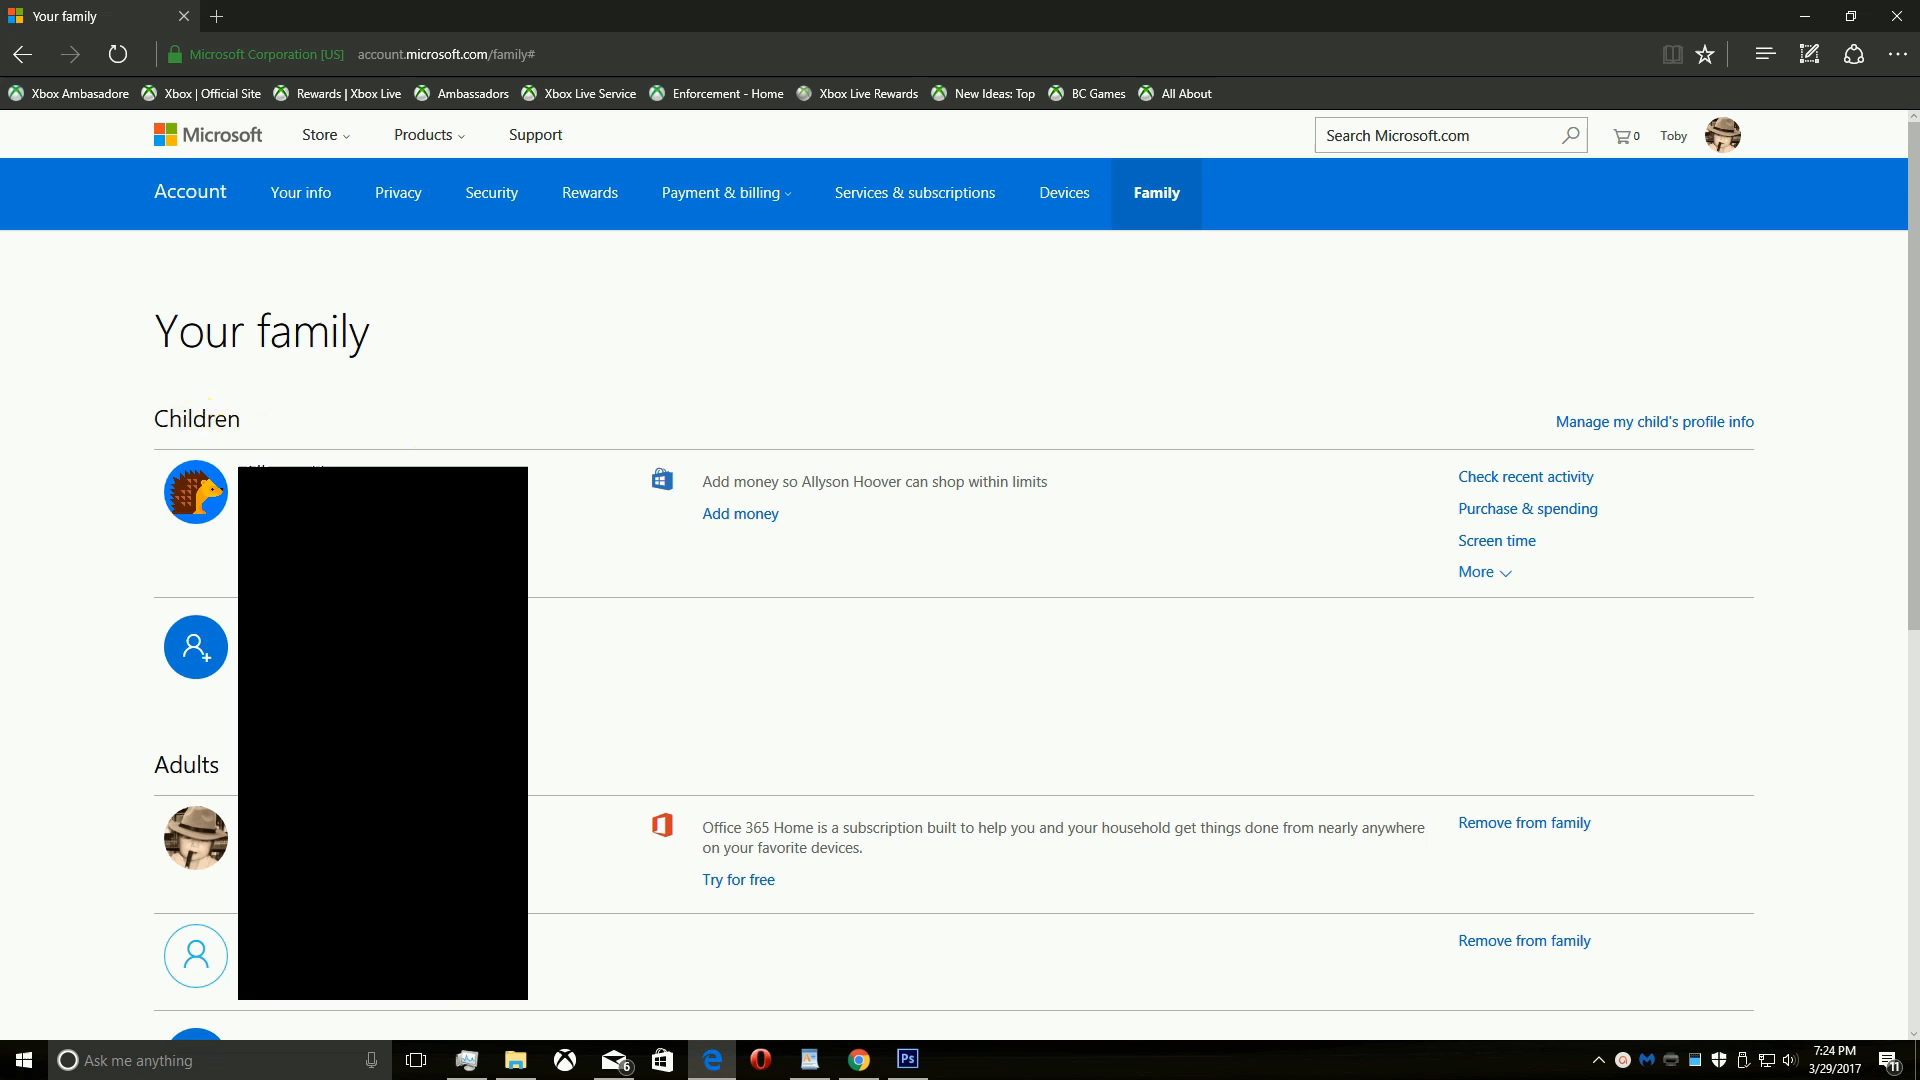 Your family
Microsoft Corporation [US] account.microsoft.com/family#
Xbox Ambasadore Xbox | Official Site Rewards | Xbox Live Ambassadors Xbox Live Service Enforcement - Home Xbox Live Rewards New Ideas: Top BC Games All About
Microsoft Store Products Support Search Microsoft.com 0 Toby
Account Your info Privacy Security Rewards Payment & billing Services & subscriptions Devices Family
Your family
Children Manage my child's profile info
Add money so Allyson Hoover can shop within limits Check recent activity
Add money Purchase & spending
Screen time
More
Adults
Office 365 Home is a subscription built to help you and your household get things done from nearly anywhere Remove from family
on your favorite devices.
Try for free
Remove from family
Ask me anything 6 Ps 7:24 PM
3/29/2017 11